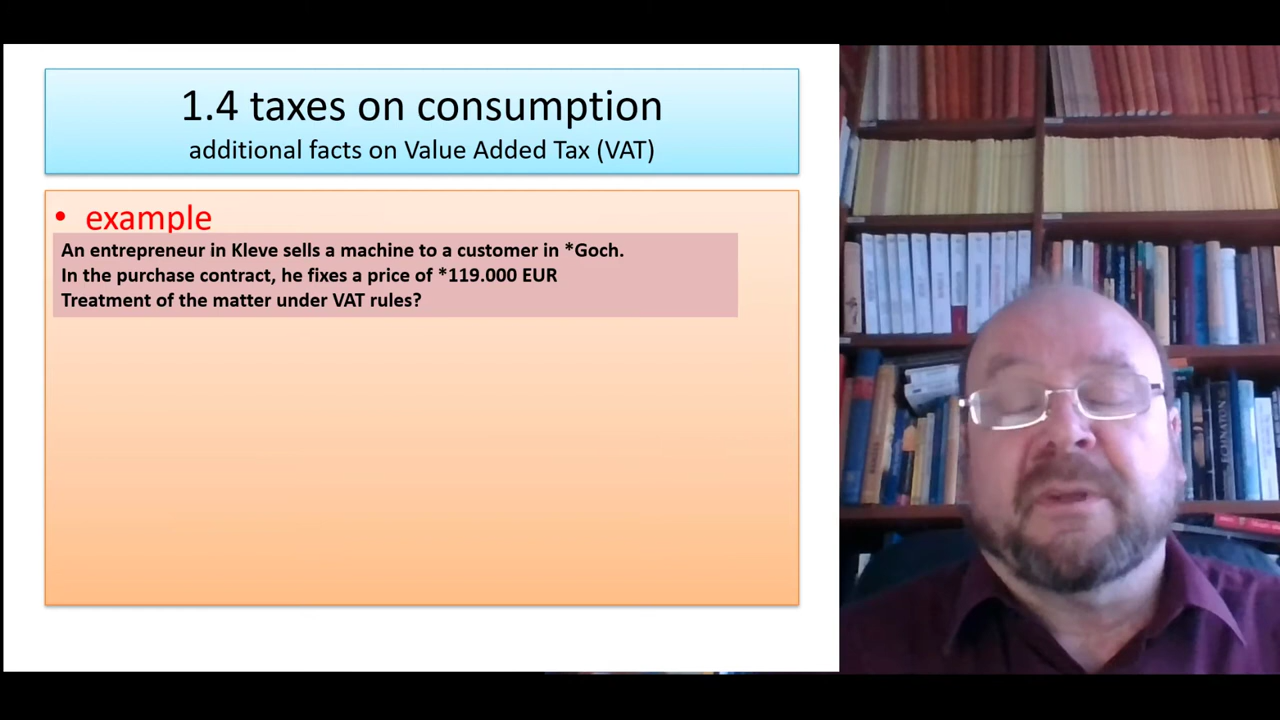 1.4 taxes on consumption
additional facts on Value Added Tax (VAT)
• example
An entrepreneur in Kleve sells a machine to a customer in *Goch.
In the purchase contract, he fixes a price of *119.000 EUR
Treatment of the matter under VAT rules?
ECHNATON